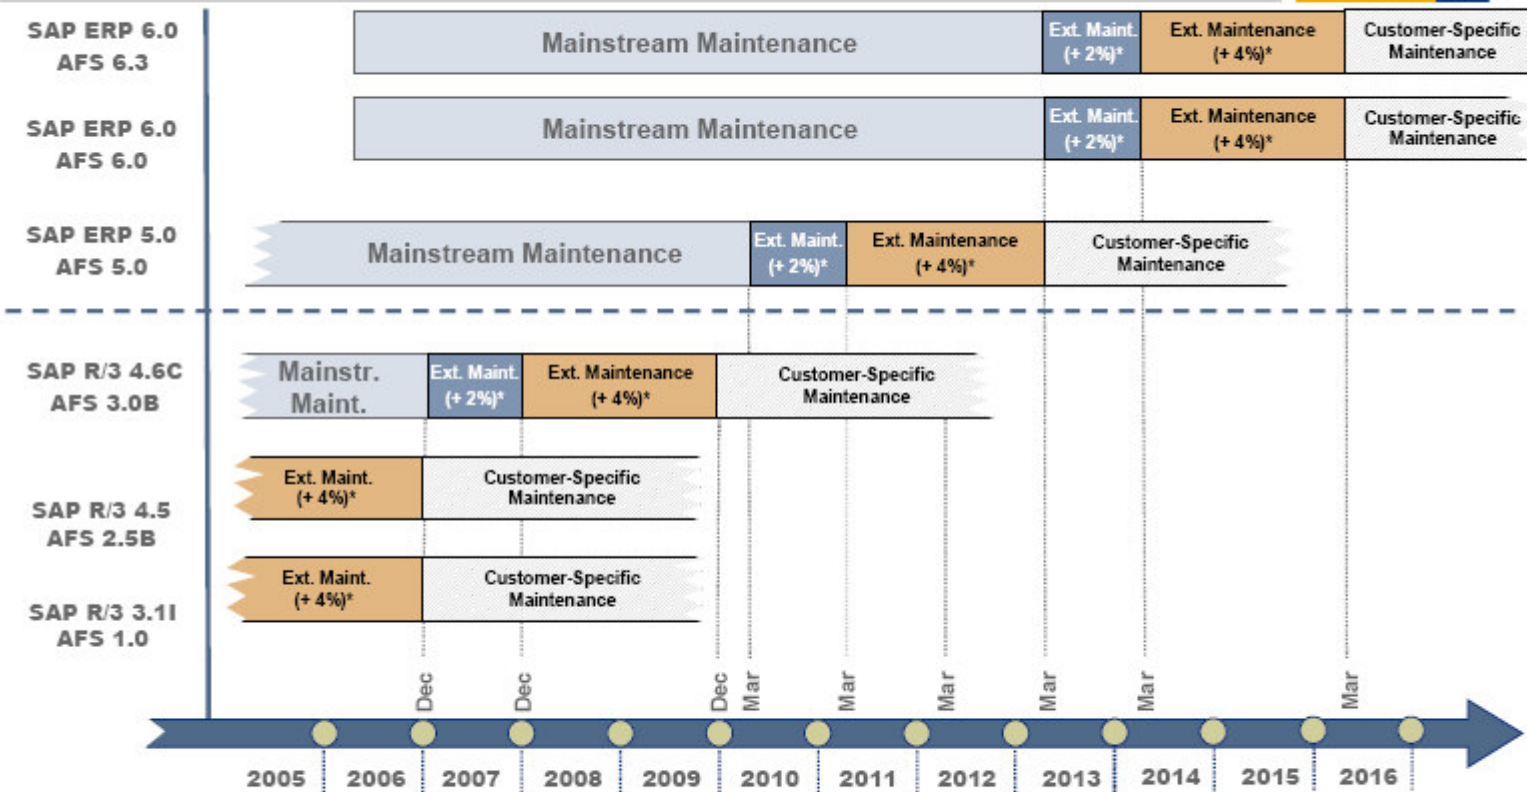 SAP ERP 6.0
AFS 6.3
Mainstream Maintenance
Ext. Maint.
(+ 2%)*
Ext. Maintenance
(+ 4%)*
Customer-Specific
Maintenance
SAP ERP 6.0
AFS 6.0
Mainstream Maintenance
Ext. Maint.
(+ 2%)*
Ext. Maintenance
(+ 4%)*
Customer-Specific
Maintenance
SAP ERP 5.0
AFS 5.0
Mainstream Maintenance
Ext. Maint.
(+ 2%)*
Ext. Maintenance
(+ 4%)*
Customer-Specific
Maintenance
SAP R/3 4.6C
AFS 3.0B
Mainstr.
Maint.
Ext. Maint.
(+ 2%)*
Ext. Maintenance
(+ 4%)*
Customer-Specific
Maintenance
SAP R/3 4.5
AFS 2.5B
Ext. Maint.
(+ 4%)*
Customer-Specific
Maintenance
SAP R/3 3.1I
AFS 1.0
Ext. Maint.
(+ 4%)*
Customer-Specific
Maintenance
Dec
Dec
Dec
Mar
Mar
Mar
Mar
Mar
Mar
2005
2006
2007
2008
2009
2010
2011
2012
2013
2014
2015
2016